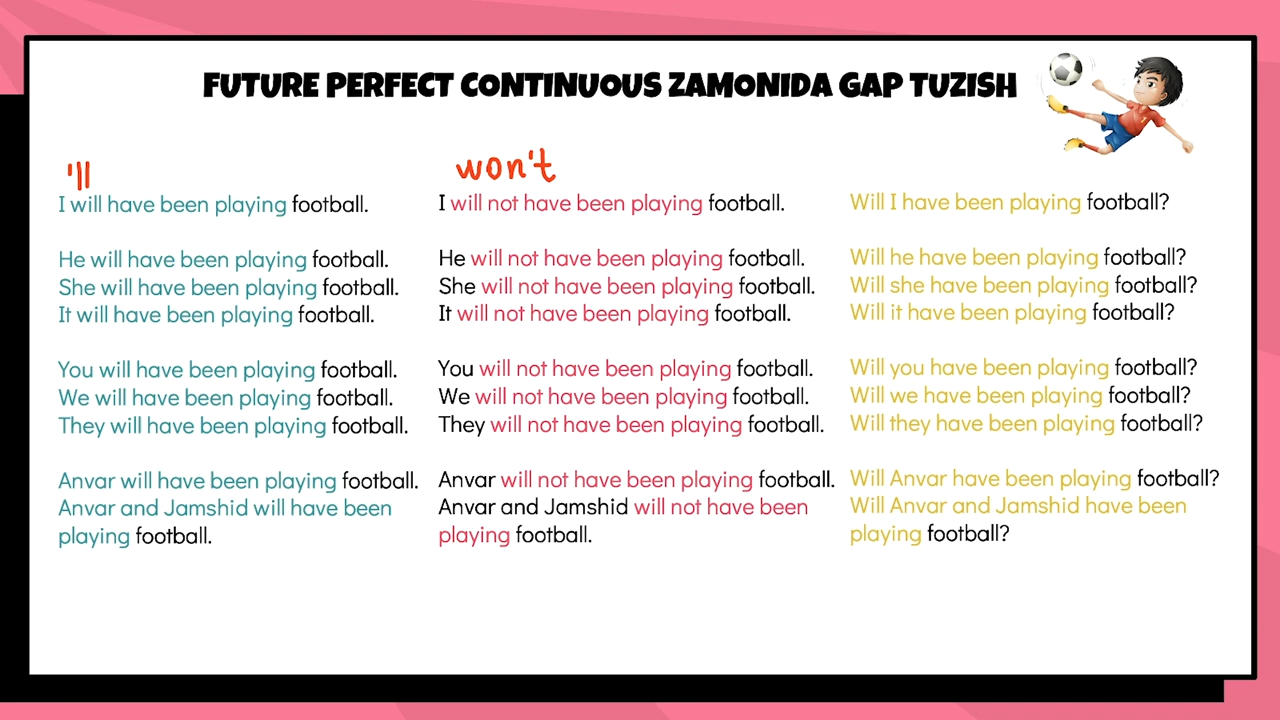 FUTURE PERFECT CONTINUOUS ZAMONIDA GAP TUZISH
'll
I will have been playing football.
He will have been playing football.
She will have been playing football.
It will have been playing football.
You will have been playing football.
We will have been playing football.
They will have been playing football.
Anvar will have been playing football.
Anvar and Jamshid will have been
playing football.
won't
I will not have been playing football.
He will not have been playing football.
She will not have been playing football.
It will not have been playing football.
You will not have been playing football.
We will not have been playing football.
They will not have been playing football.
Anvar will not have been playing football.
Anvar and Jamshid will not have been
playing football.
Will I have been playing football?
Will he have been playing football?
Will she have been playing football?
Will it have been playing football?
Will you have been playing football?
Will we have been playing football?
Will they have been playing football?
Will Anvar have been playing football?
Will Anvar and Jamshid have been
playing football?